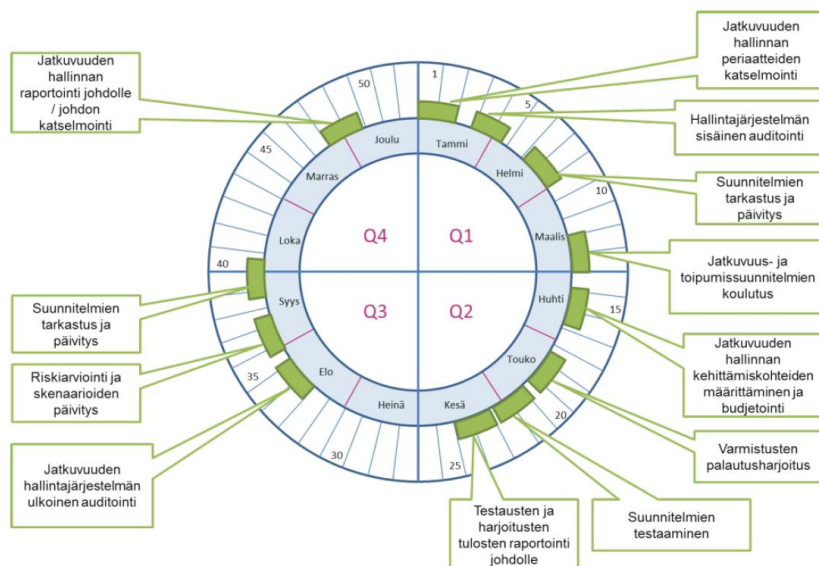 Jatkuvuuden
hallinnan
periaatteiden
katselmointi
Hallintajärjestelmän
sisäinen auditointi
Suunnitelmien
tarkastus ja
päivitys
Jatkuvuus- ja
toipumissuunnitelmien
koulutus
Jatkuvuuden
hallinnan
kehittämiskohteiden
määrittäminen ja
budjetointi
Varmistusten
palautusharjoitus
Suunnitelmien
testaaminen
Testausten ja
harjoitusten
tulosten raportointi
johdolle
Jatkuvuuden
hallintajärjestelmän
ulkoinen auditointi
Riskiarviointi ja
skenaarioiden
päivitys
Suunnitelmien
tarkastus ja
päivitys
Jatkuvuuden
hallinnan
raportointi johdolle
/ johdon
katselmointi
1
5
10
15
20
25
30
35
40
45
50
Tammi
Helmi
Maalis
Huhti
Touko
Kesä
Heinä
Elo
Syys
Loka
Marras
Joulu
Q1
Q2
Q3
Q4